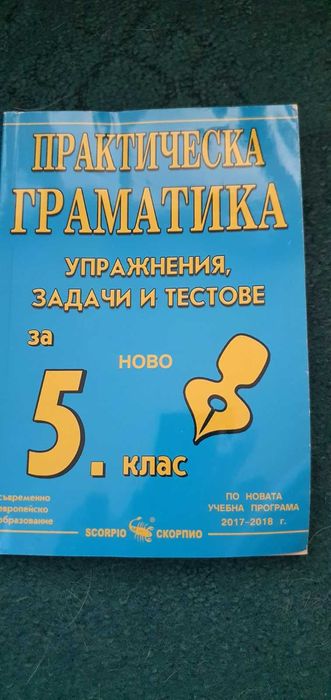 ПРАКТИЧЕСКА
ГРАМАТИКА
УПРАЖНЕНИЯ,
ЗАДАЧИ И ТЕСТОВЕ
за
НОВО
5. клас
съвременно
европейско
образование
ПО НОВАТА
УЧЕБНА ПРОГРАМА
2017-2018 г.
SCORPIO СКОРПИО